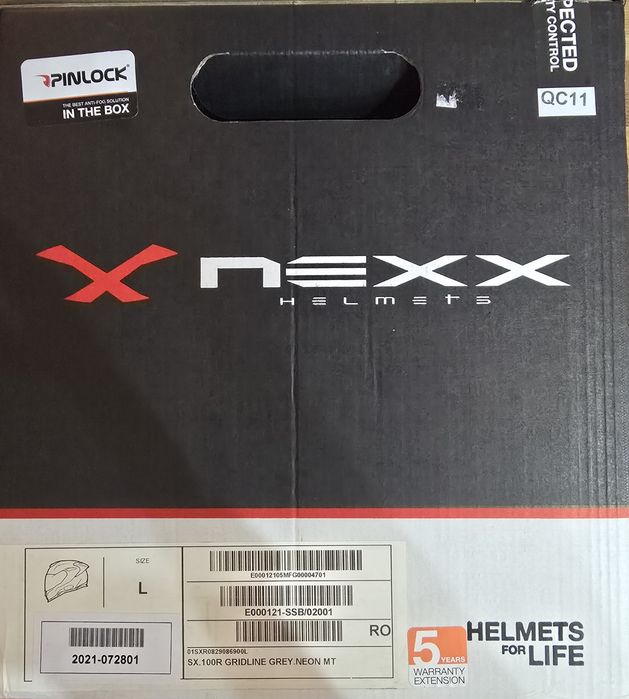 PINLOCK®
THE BEST ANTI-FOG SOLUTION
IN THE BOX
PECTED
TY CONTROL
QC11
nexx
HELMETS
SIZE
L
2021-072801
E00012105MFG00004701
E000121-SSB/02001
RO
01SXR0829086900L
SX.100R GRIDLINE GREY.NEON MT
5 YEARS
WARRANTY
EXTENSION
HELMETS
FOR LIFE